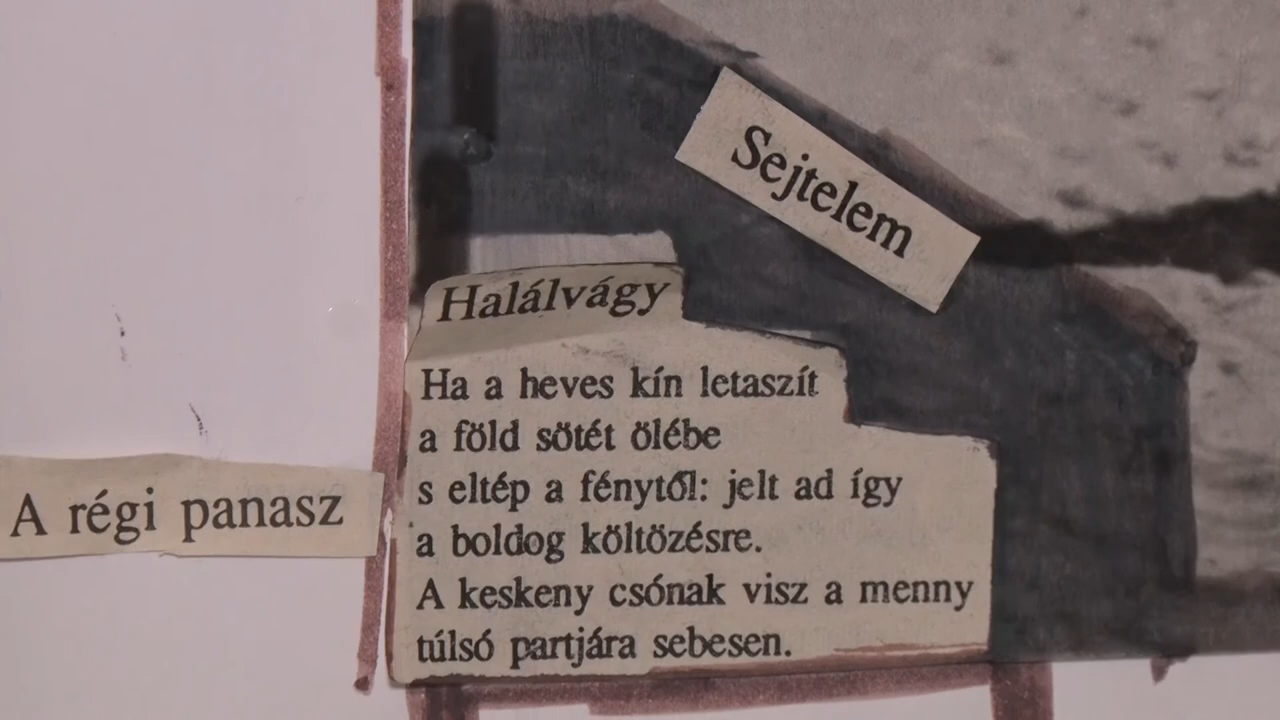 Sejtelem
Halálvágy
Ha a heves kín letaszít
a föld sötét ölébe
s eltép a fénytől: jelt ad így
a boldog költözésre.
A keskeny csónak visz a menny
túlsó partjára sebesen.
A régi panasz